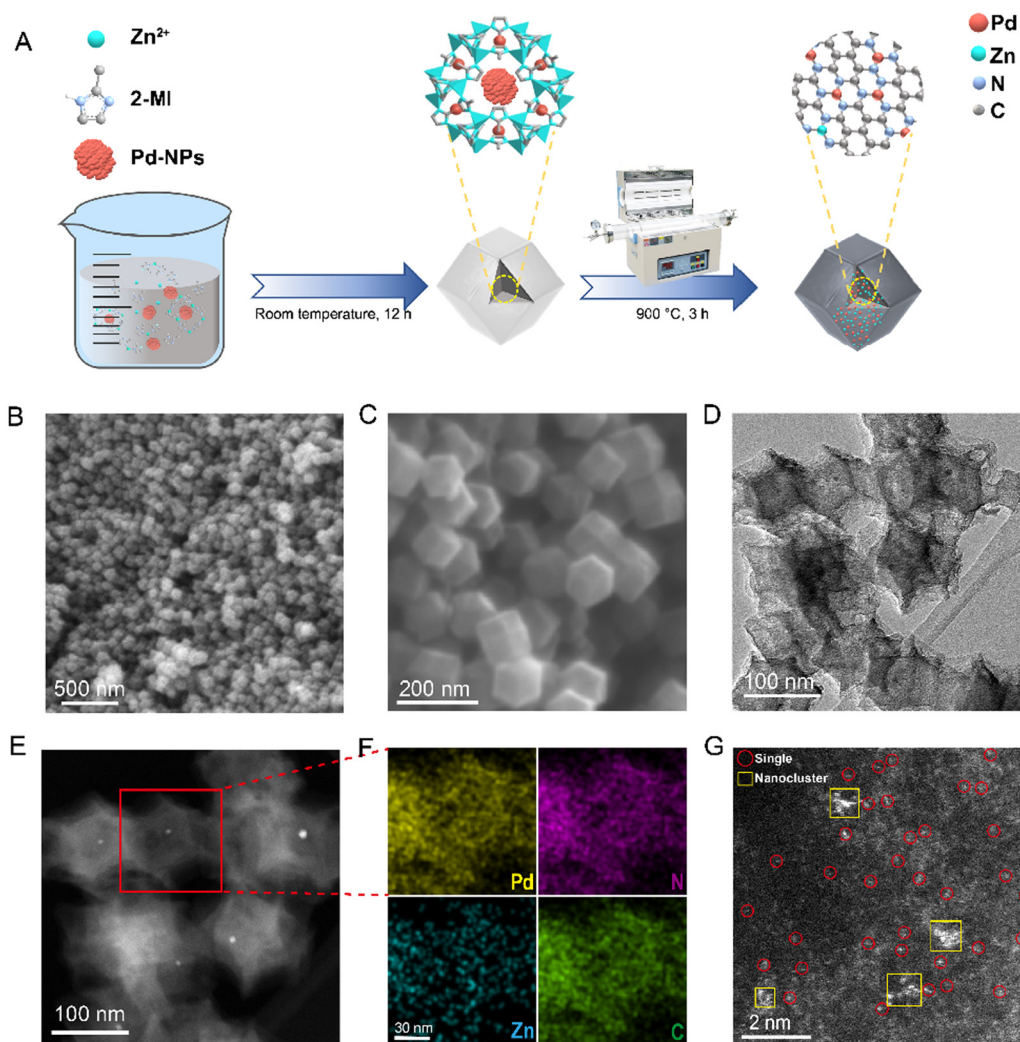 A
Zn²⁺
2-MI
Pd-NPs
Room temperature, 12 h
900 °C, 3 h
Pd
Zn
N
C
B
500 nm
C
200 nm
D
100 nm
E
100 nm
F
Pd
N
Zn
30 nm
C
G
Single
Nanocluster
2 nm